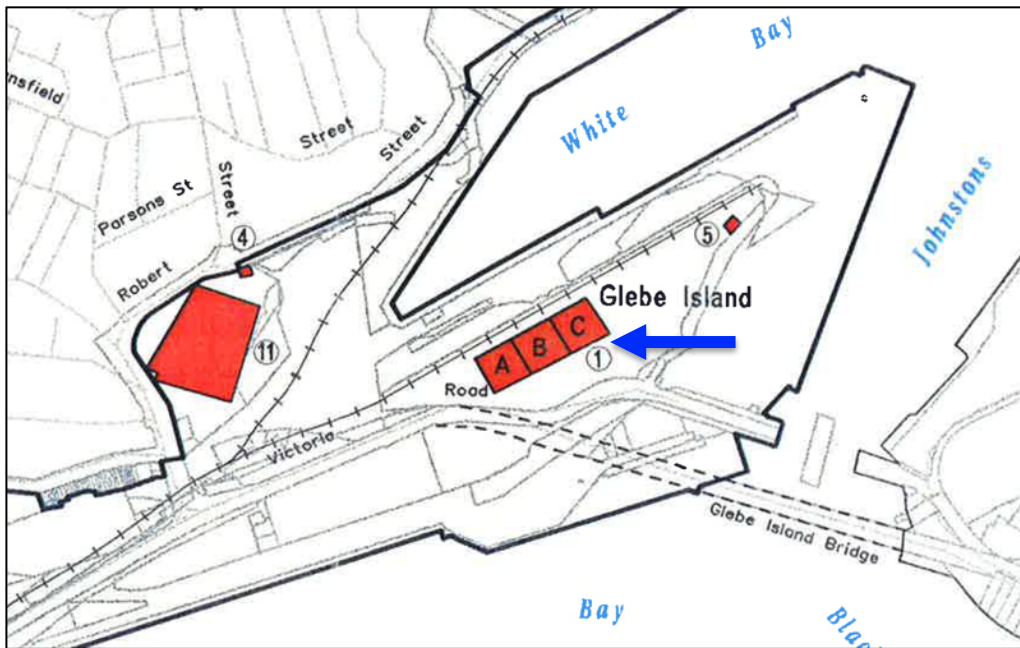 Bay
White
Johnstons
nsfield
Street
Street
Parsons St
Street
Robert
4
11
5
Glebe Island
A B C
1
Road
Victoria
Glebe Island Bridge
Bay
Blac